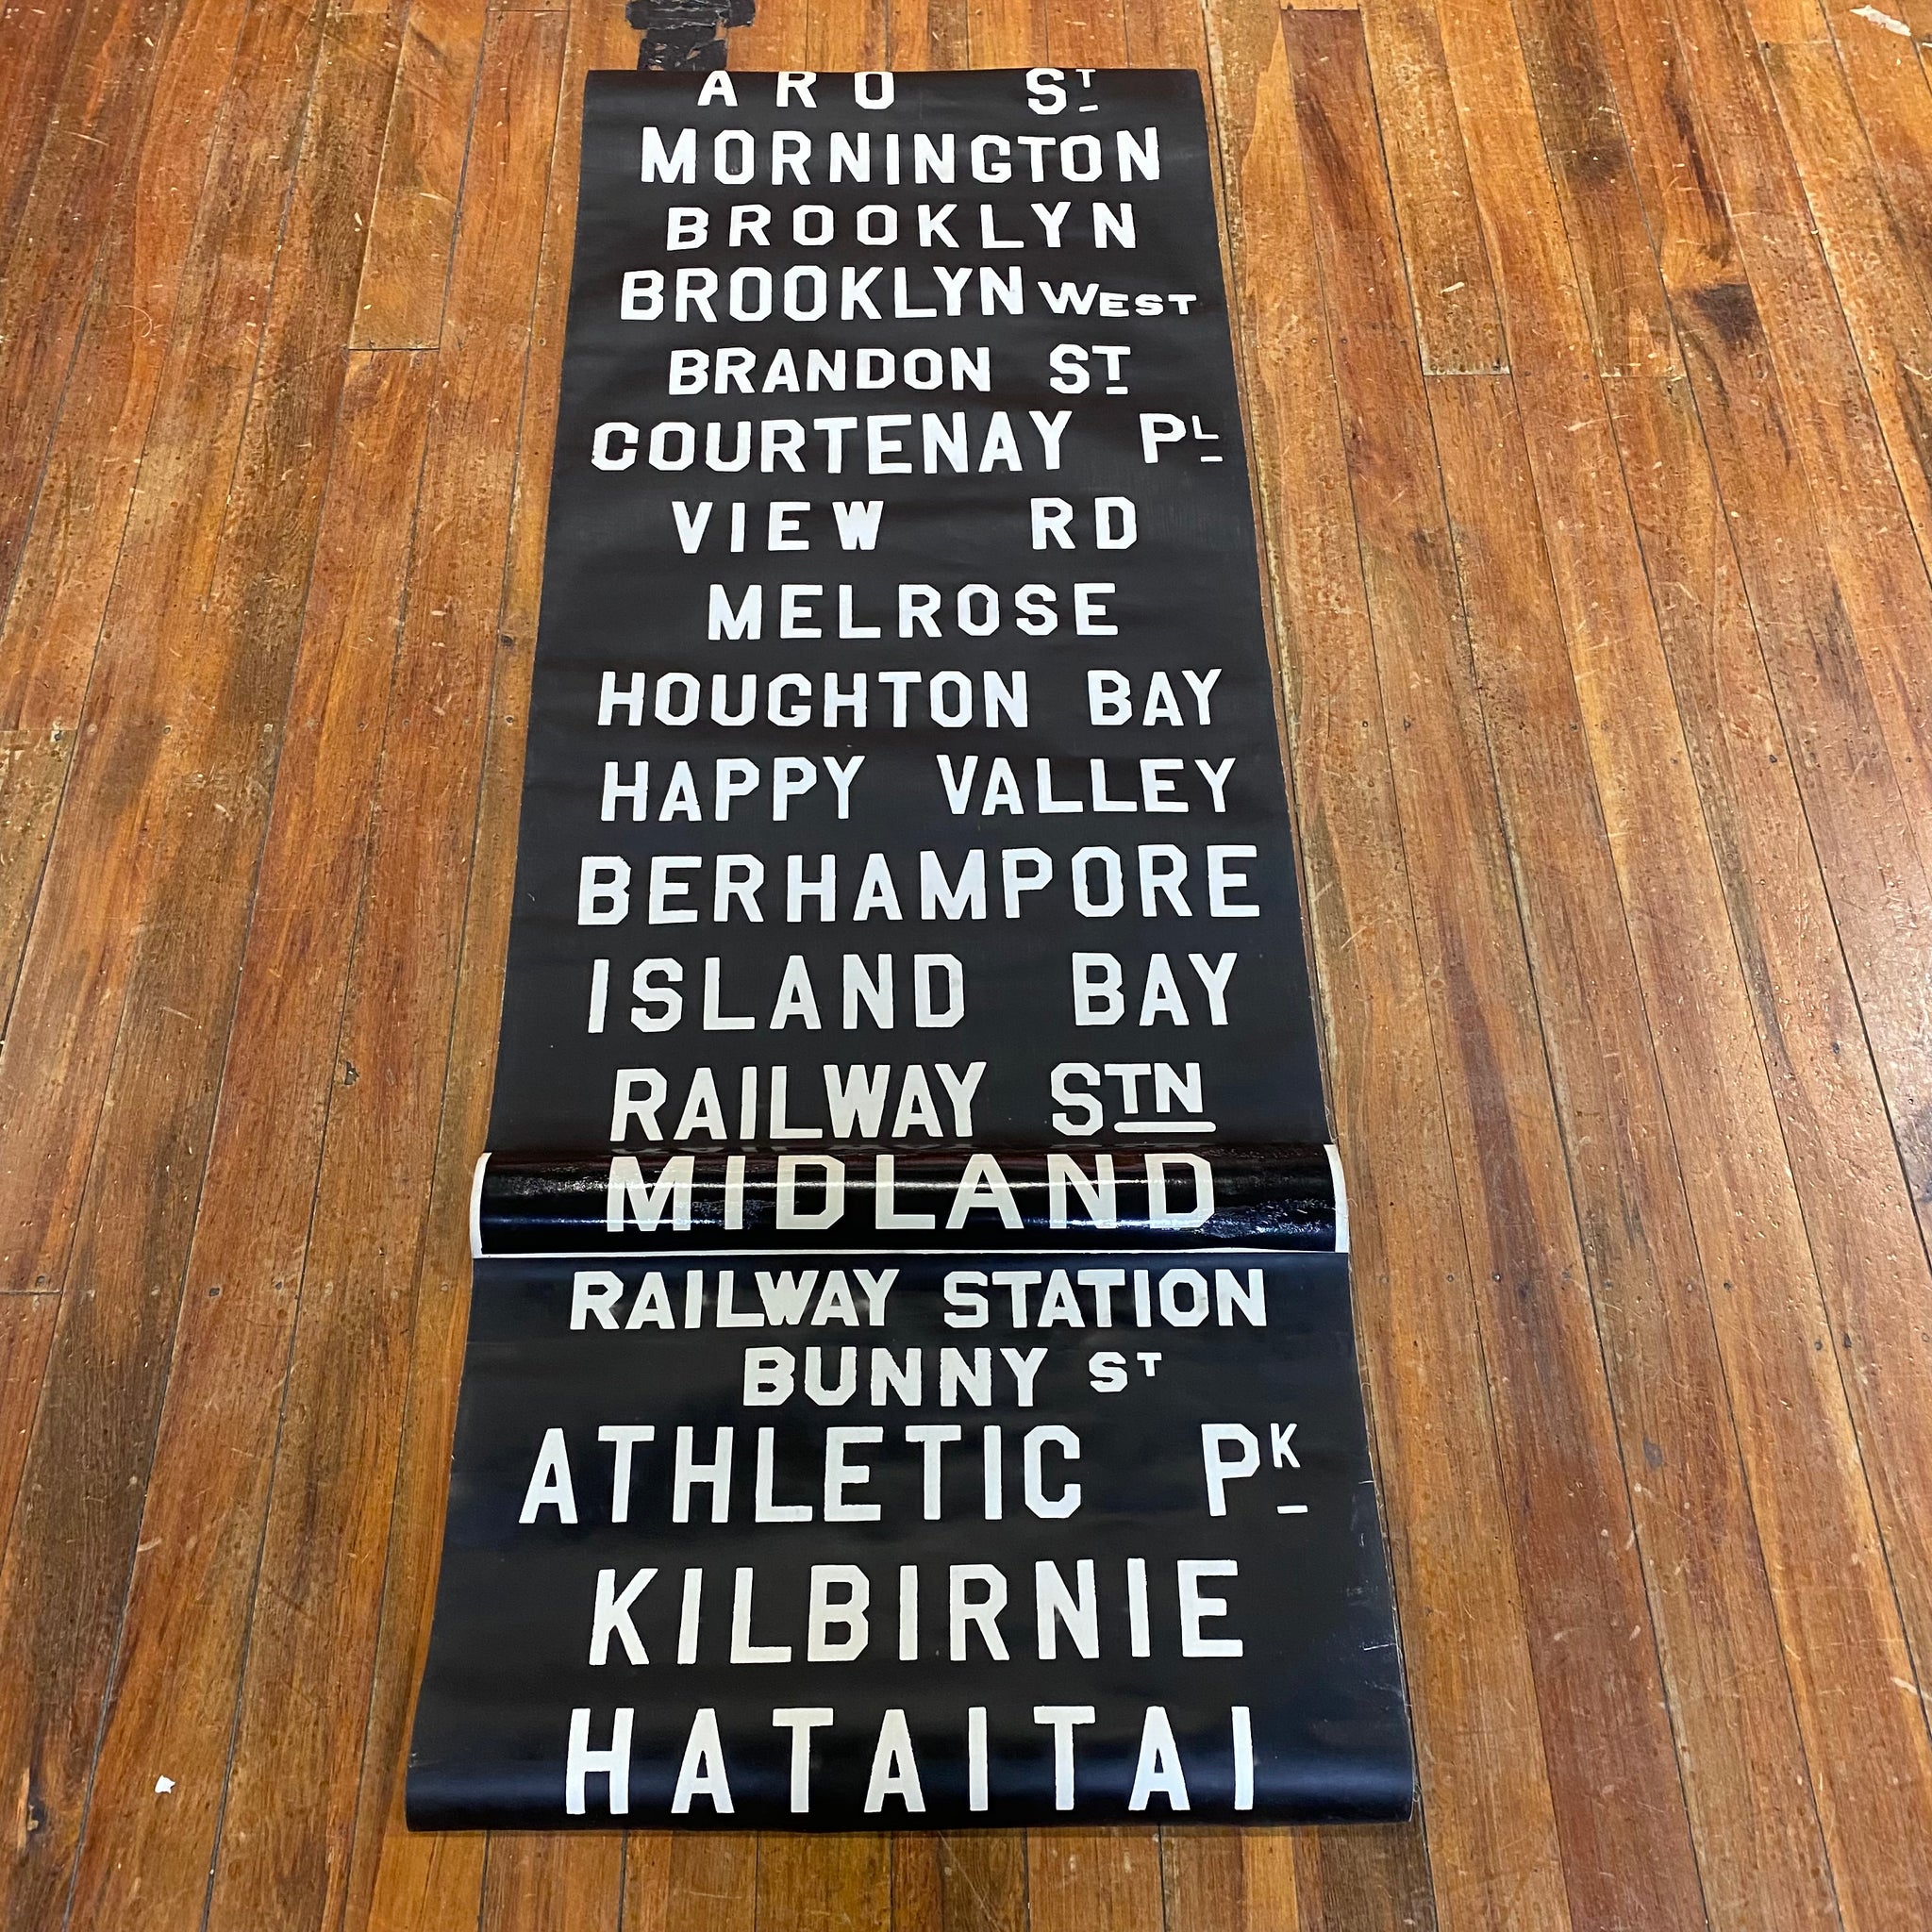 ARO ST
MORNINGTON
BROOKLYN
BROOKLYN WEST
BRANDON ST
COURTENAY PL
VIEW RD
MELROSE
HOUGHTON BAY
HAPPY VALLEY
BERHAMPORE
ISLAND BAY
RAILWAY STN
MIDLAND
RAILWAY STATION
BUNNY ST
ATHLETIC PK
KILBIRNIE
HATAITAI